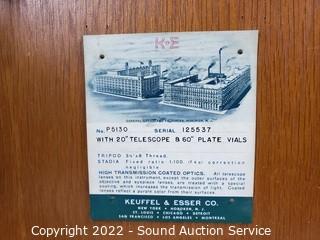 K+E
GENERAL OFFICE AND FACTORIES, HOBOKEN, N. J.
No. P5130 SERIAL 125537
WITH 20" TELESCOPE & 60" PLATE VIALS
TRIPOD 3½"x8 Thread.
STADIA Fixed ratio 1:100. (f+c) correction
negligible
HIGH TRANSMISSION COATED OPTICS. All telescope
lenses on this instrument, except the outer surfaces of the
objective and eyepiece lenses, are treated with a special
coating, which increases the transmission of light. Coated
lenses reflect a purple color from their surfaces.
KEUFFEL & ESSER CO.
NEW YORK • HOBOKEN, N. J.
ST. LOUIS • CHICAGO • DETROIT
SAN FRANCISCO • LOS ANGELES • MONTREAL
Copyright 2022 - Sound Auction Service